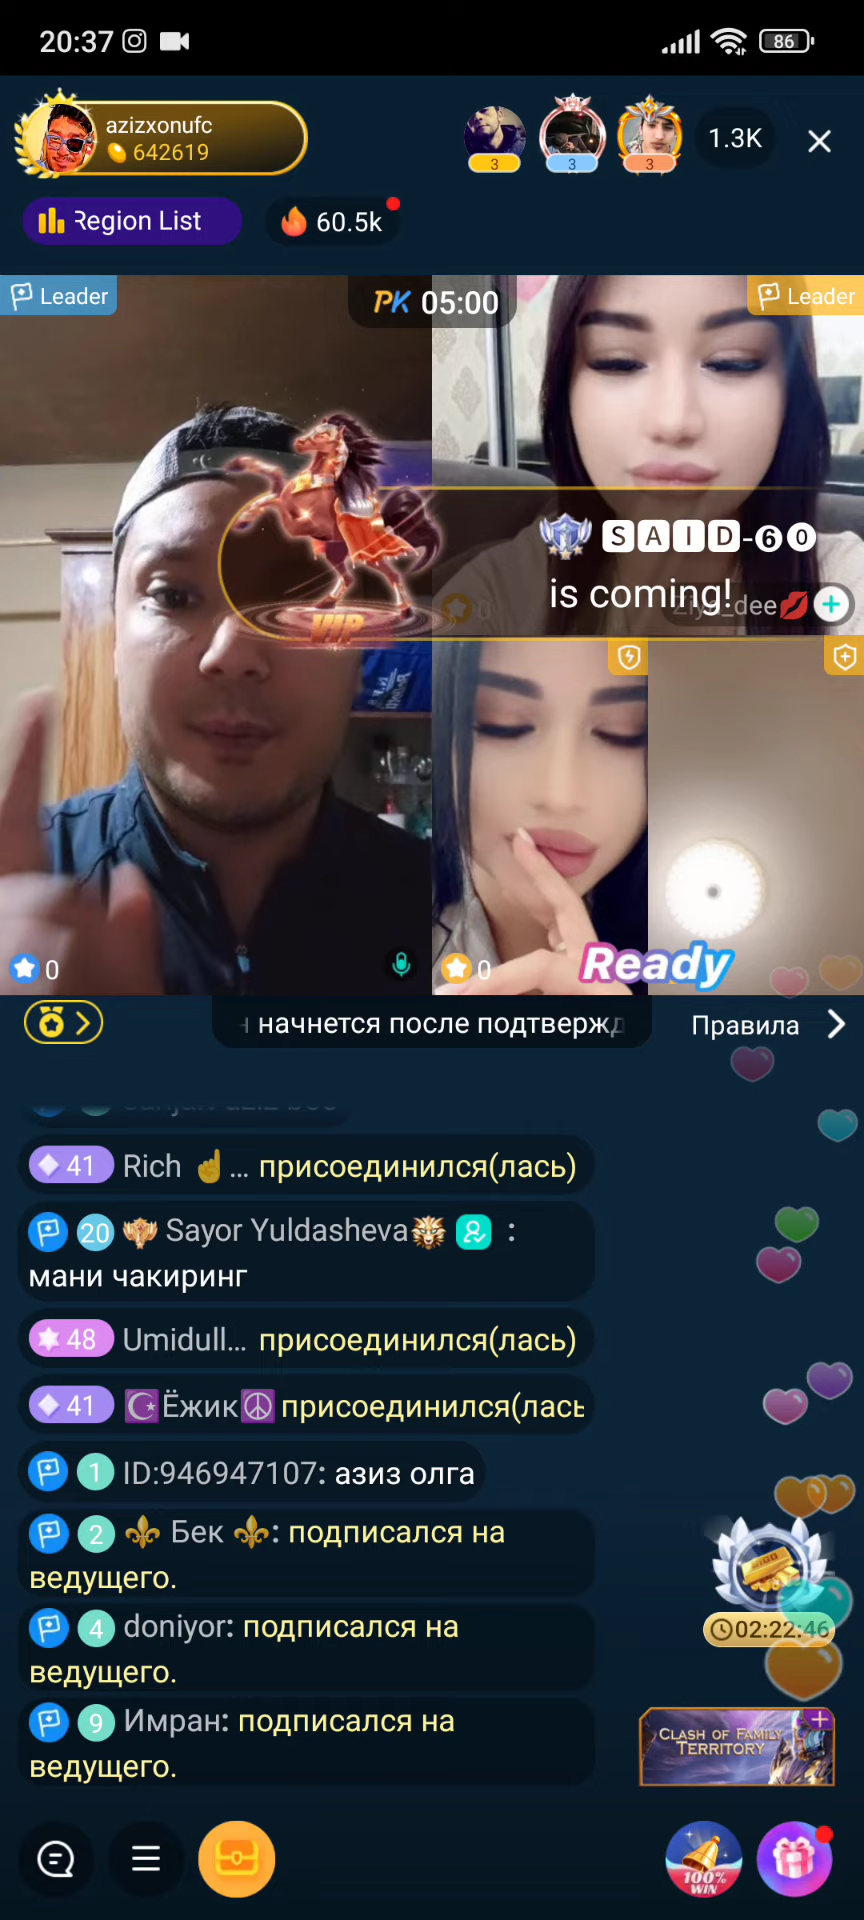 20:37
86
azizxonufc
642619
3
3
3
1.3K
Region List
60.5k
Leader
PK 05:00
Leader
SAID-60
is coming!
_dee💋
VIP
0
0
Ready
начнется после подтвержд
Правила
41 Rich ☝️... присоединился(лась)
20 Sayor Yuldasheva🦁 :
мани чакиринг
48 Umidull... присоединился(лась)
41 ☪️Ёжик☮️ присоединился(лась
1 ID:946947107: азиз олга
2 ⚜️ Бек ⚜️: подписался на
ведущего.
02:22:46
4 doniyor: подписался на
ведущего.
9 Имран: подписался на
ведущего.
CLASH OF FAMILY
TERRITORY
100%
WIN